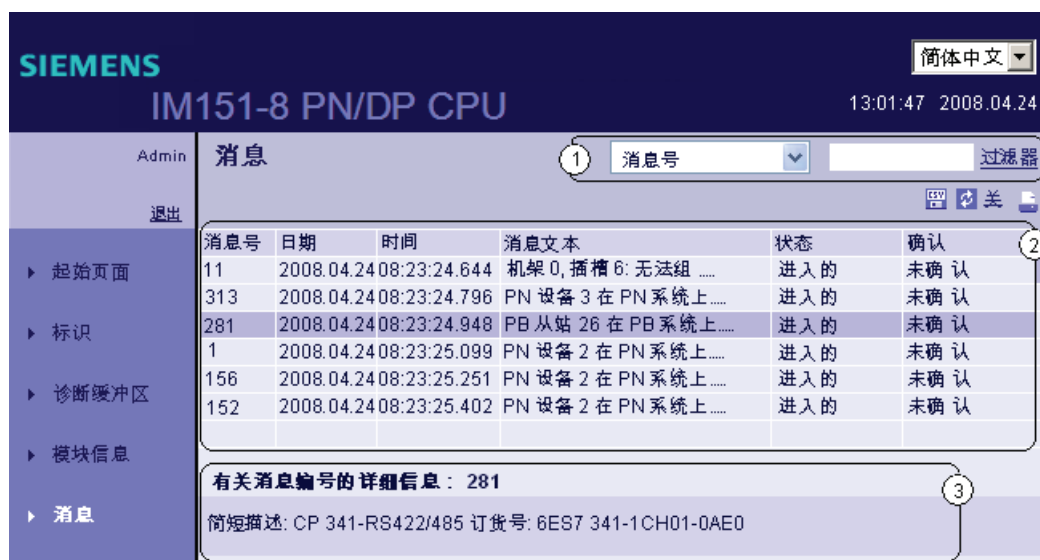 SIEMENS
简体中文
IM151-8 PN/DP CPU
13:01:47 2008.04.24
Admin
消息
1
消息号
过滤器
退出
CSV
关
消息号 日期 时间 消息文本 状态 确认
2
11 2008.04.24 08:23:24.644 机架 0, 插槽 6: 无法组 .....
进入的 未确 认
313 2008.04.24 08:23:24.796 PN 设备 3 在 PN 系统上..... 进入的 未确 认
281 2008.04.24 08:23:24.948 PB 从站 26 在 PB 系统上..... 进入的 未确 认
1 2008.04.24 08:23:25.099 PN 设备 2 在 PN 系统上..... 进入的 未确 认
156 2008.04.24 08:23:25.251 PN 设备 2 在 PN 系统上..... 进入的 未确 认
152 2008.04.24 08:23:25.402 PN 设备 2 在 PN 系统上..... 进入的 未确 认
起始页面
标识
诊断缓冲区
模块信息
消息
有关消息编号的详细信息: 281
3
简短描述: CP 341-RS422/485 订货号: 6ES7 341-1CH01-0AE0